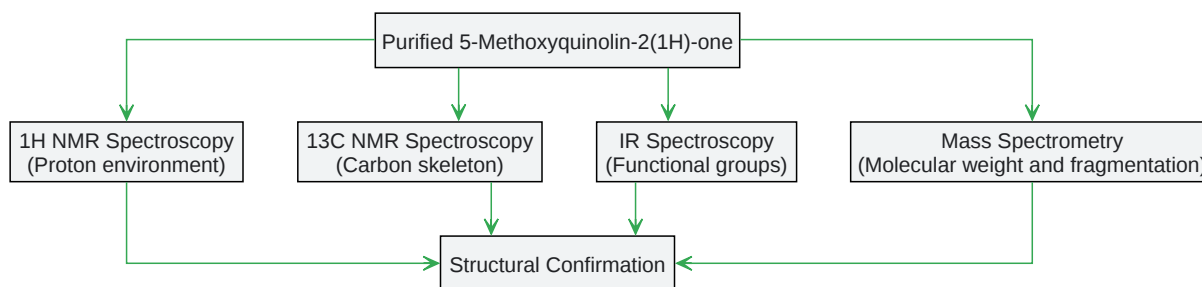 Purified 5-Methoxyquinolin-2(1H)-one
1H NMR Spectroscopy
(Proton environment)
13C NMR Spectroscopy
(Carbon skeleton)
IR Spectroscopy
(Functional groups)
Mass Spectrometry
(Molecular weight and fragmentation)
Structural Confirmation